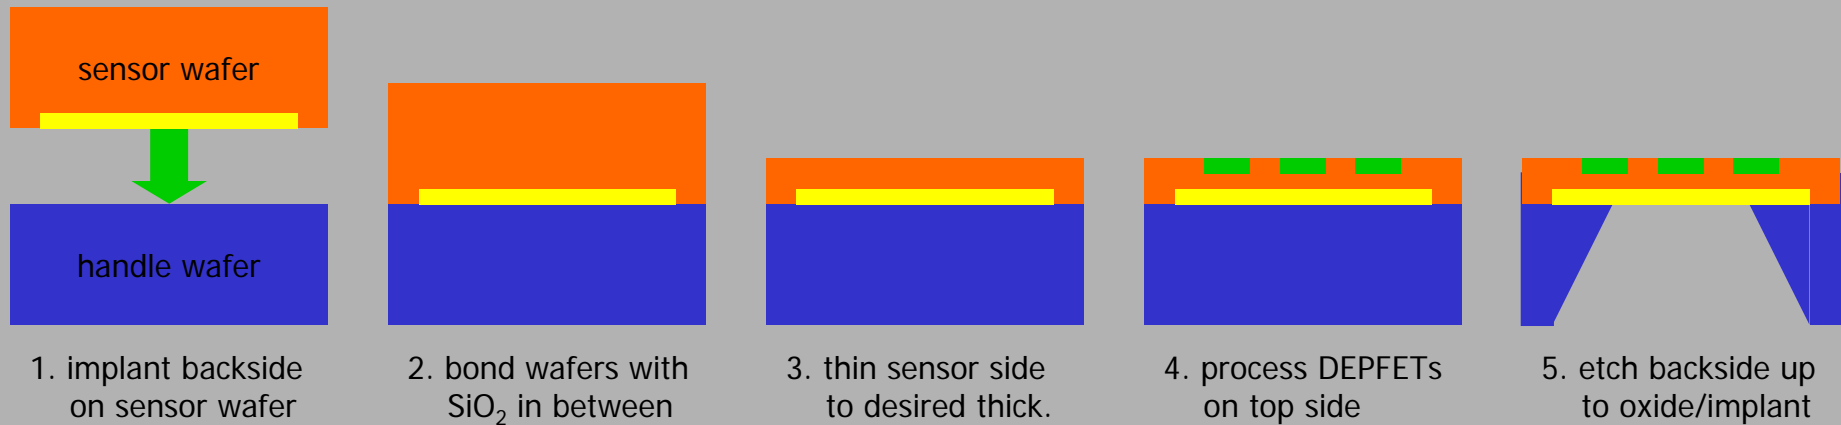 sensor wafer
handle wafer
1. implant backside
on sensor wafer
2. bond wafers with
SiO₂ in between
3. thin sensor side
to desired thick.
4. process DEPFETs
on top side
5. etch backside up
to oxide/implant